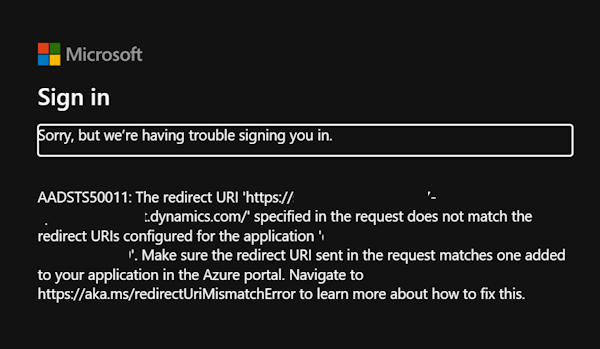 Microsoft
Sign in
Sorry, but we're having trouble signing you in.
AADSTS50011: The redirect URI 'https://
.dynamics.com/' specified in the request does not match the
redirect URIs configured for the application '
'. Make sure the redirect URI sent in the request matches one added
to your application in the Azure portal. Navigate to
https://aka.ms/redirectUriMismatchError to learn more about how to fix this.